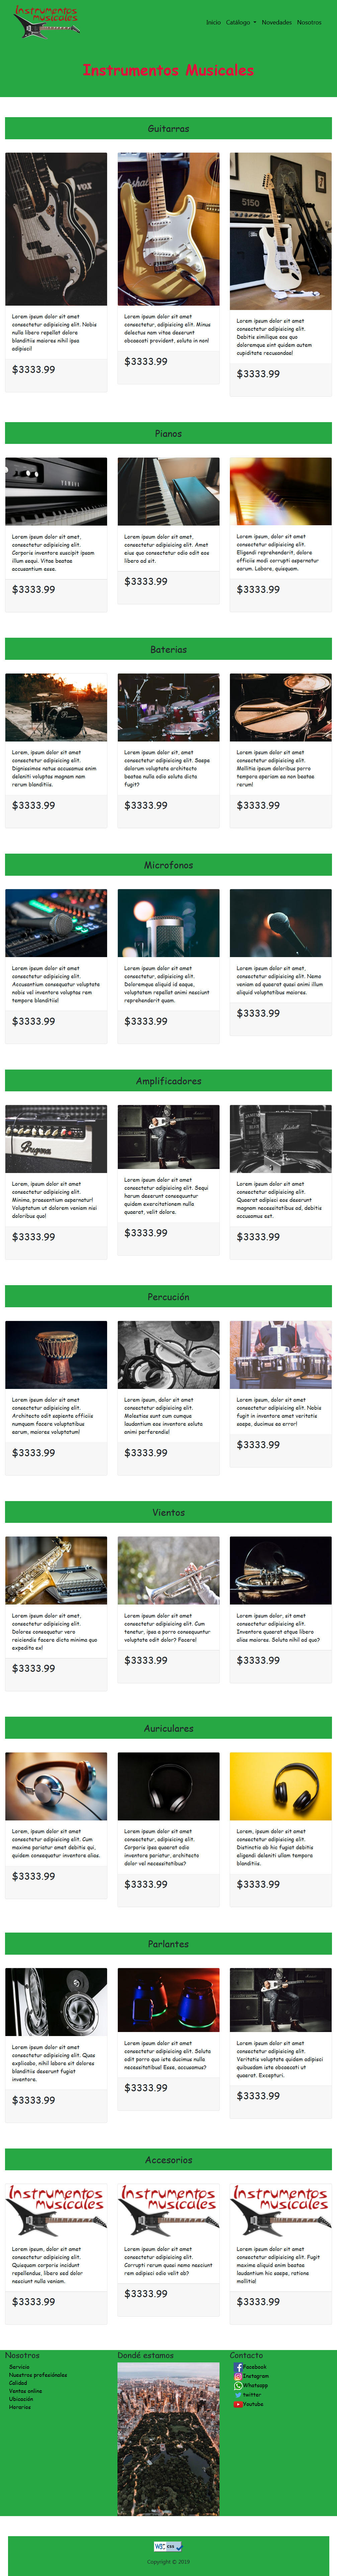 Instrumentos
Musicales
Inicio Catálogo Novedades Nosotros
Instrumentos Musicales
Guitarras
VOX
Marshall
5150
Lorem ipsum dolor sit amet
consectetur adipisicing elit. Nobis
nulla libero repellat dolore
blanditiis maiores nihil ipsa
adipisci!
$3333.99
Lorem ipsum dolor sit amet
consectetur, adipisicing elit. Minus
delectus nam vitae deserunt
obcaecati provident, soluta in non!
$3333.99
Lorem ipsum dolor sit amet
consectetur adipisicing elit.
Debitis similique eos quo
doloremque sint quidem autem
cupiditate recusandae!
$3333.99
Pianos
YAMAHA
Lorem ipsum dolor sit amet,
consectetur adipisicing elit.
Corporis inventore suscipit ipsam
illum sequi. Vitae beatae
accusantium esse.
$3333.99
Lorem ipsum dolor sit amet,
consectetur adipisicing elit. Amet
eius quo consectetur odio odit eos
libero ad sit.
$3333.99
Lorem ipsum, dolor sit amet
consectetur adipisicing elit.
Eligendi reprehenderit, dolore
officiis modi corrupti aspernatur
earum. Labore, quisquam.
$3333.99
Baterias
Lorem, ipsum dolor sit amet
consectetur adipisicing elit.
Dignissimos natus accusamus enim
deleniti voluptas magnam nam
rerum blanditiis.
$3333.99
Lorem ipsum dolor sit, amet
consectetur adipisicing elit. Saepe
dolorum voluptate architecto
beatae nulla odio soluta dicta
fugit?
$3333.99
Lorem ipsum dolor sit amet
consectetur adipisicing elit.
Mollitia ipsum doloribus porro
tempora aperiam ea non beatae
rerum!
$3333.99
Microfonos
Lorem ipsum dolor sit amet
consectetur adipisicing elit.
Accusantium consequatur voluptate
nobis vel inventore voluptas rem
tempore blanditiis!
$3333.99
Lorem ipsum dolor sit amet
consectetur adipisicing elit.
Doloremque aliquid id eaque,
voluptatem repellat animi nesciunt
reprehenderit quam.
$3333.99
Lorem ipsum dolor sit amet,
consectetur adipisicing elit. Nemo
veniam ad quaerat quasi animi illum
aliquid voluptatibus maiores.
$3333.99
Amplificadores
Brugnos
Marshall
Lorem, ipsum dolor sit amet
consectetur adipisicing elit.
Minima, praesentium aspernatur!
Voluptatum ut dolorem veniam nisi
doloribus quo!
$3333.99
Lorem ipsum dolor sit amet
consectetur adipisicing elit. Sequi
harum deserunt consequuntur
quidem exercitationem nulla
quaerat, velit dolore.
$3333.99
Lorem ipsum dolor sit amet
consectetur adipisicing elit.
Quaerat adipisci eos deserunt
magnam necessitatibus ad, debitis
accusamus est.
$3333.99
Percución
Lorem ipsum dolor sit amet
consectetur adipisicing elit.
Architecto odit sapiente officiis
numquam facere voluptatibus
earum, maiores voluptatum!
$3333.99
Lorem ipsum, dolor sit amet
consectetur adipisicing elit.
Molestias sunt cum cumque
laudantium eos inventore soluta
animi perferendis!
$3333.99
Lorem ipsum, dolor sit amet
consectetur adipisicing elit. Nobis
fugit in inventore amet veritatis
saepe, ducimus ea error!
$3333.99
Vientos
Lorem ipsum dolor sit amet,
consectetur adipisicing elit.
Dolores consequatur vero
reiciendis facere dicta minima quo
expedita ex!
$3333.99
Lorem ipsum dolor sit amet
consectetur adipisicing elit. Cum
tenetur, ipsa a porro consequuntur
voluptate odit dolor? Facere!
$3333.99
Lorem ipsum dolor, sit amet
consectetur adipisicing elit.
Inventore quaerat atque libero
alias maiores. Soluta nihil ad quo?
$3333.99
Auriculares
Lorem, ipsum dolor sit amet
consectetur adipisicing elit. Cum
maxime pariatur amet debitis qui,
quidem consequatur inventore alias.
$3333.99
Lorem ipsum dolor sit amet
consectetur, adipisicing elit.
Corporis ipsa quaerat odio
inventore pariatur, architecto
dolor vel necessitatibus?
$3333.99
Lorem, ipsum dolor sit amet
consectetur adipisicing elit.
Distinctio ab hic fugiat debitis
eligendi deleniti ullam tempora
blanditiis.
$3333.99
Parlantes
Lorem ipsum dolor sit amet
consectetur adipisicing elit. Quae
explicabo, nihil labore sit dolores
blanditiis deserunt fugiat
inventore.
$3333.99
Lorem ipsum dolor sit amet
consectetur adipisicing elit. Soluta
odit porro quo iste ducimus nulla
necessitatibus! Esse, accusamus?
$3333.99
Lorem ipsum dolor sit amet
consectetur adipisicing elit.
Veritatis voluptate quidem adipisci
quibusdam iste obcaecati ut
quaerat. Excepturi.
$3333.99
Accesorios
Instrumentos
Musicales
Instrumentos
Musicales
Instrumentos
Musicales
Lorem ipsum, dolor sit amet
consectetur adipisicing elit.
Quisquam corporis incidunt
repellendus, libero sed dolor
nesciunt nulla veniam.
$3333.99
Lorem ipsum dolor sit amet
consectetur adipisicing elit.
Corrupti rerum quasi nemo nesciunt
rem adipisci odio velit ab?
$3333.99
Lorem ipsum dolor sit amet
consectetur adipisicing elit. Fugit
maxime aliquid enim beatae
laudantium hic saepe, ratione
mollitia!
$3333.99
Nosotros
Servicio
Nuestros profesiónales
Calidad
Ventas online
Ubicación
Horarios
Dondé estamos
Contacto
Facebook
Instagram
Whatsapp
twitter
Youtube
W3C css
Coppyright © 2019